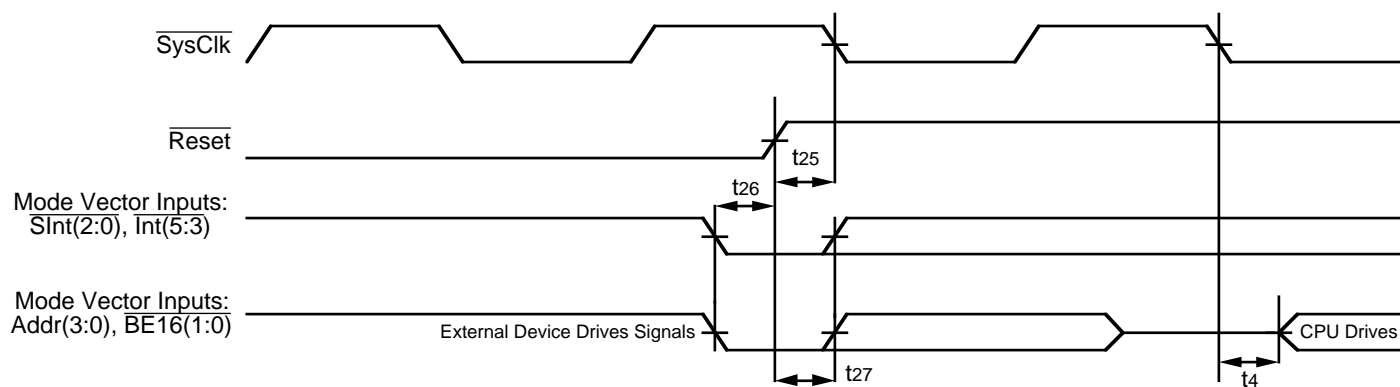 SysClk
Reset
t25
t26
Mode Vector Inputs:
SInt(2:0), Int(5:3)
Mode Vector Inputs:
Addr(3:0), BE16(1:0)
External Device Drives Signals
CPU Drives
t27
t4